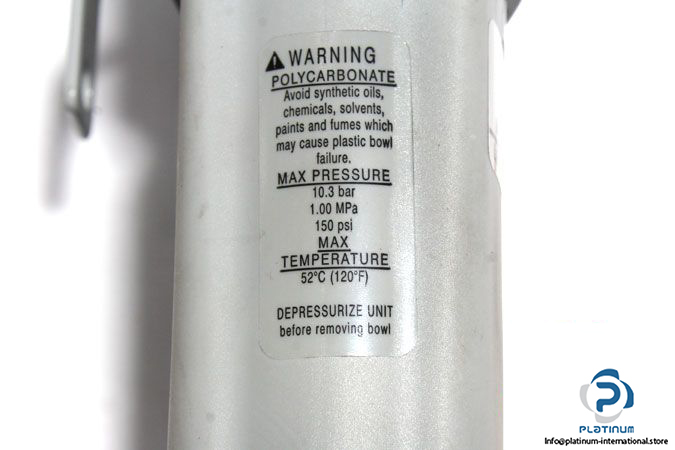 WARNING
POLYCARBONATE
Avoid synthetic oils,
chemicals, solvents,
paints and fumes which
may cause plastic bowl
failure.
MAX PRESSURE
10.3 bar
1.00 MPa
150 psi
MAX
TEMPERATURE
52°C (120°F)
DEPRESSURIZE UNIT
before removing bowl
PLATINUM
info@platinum-international.store